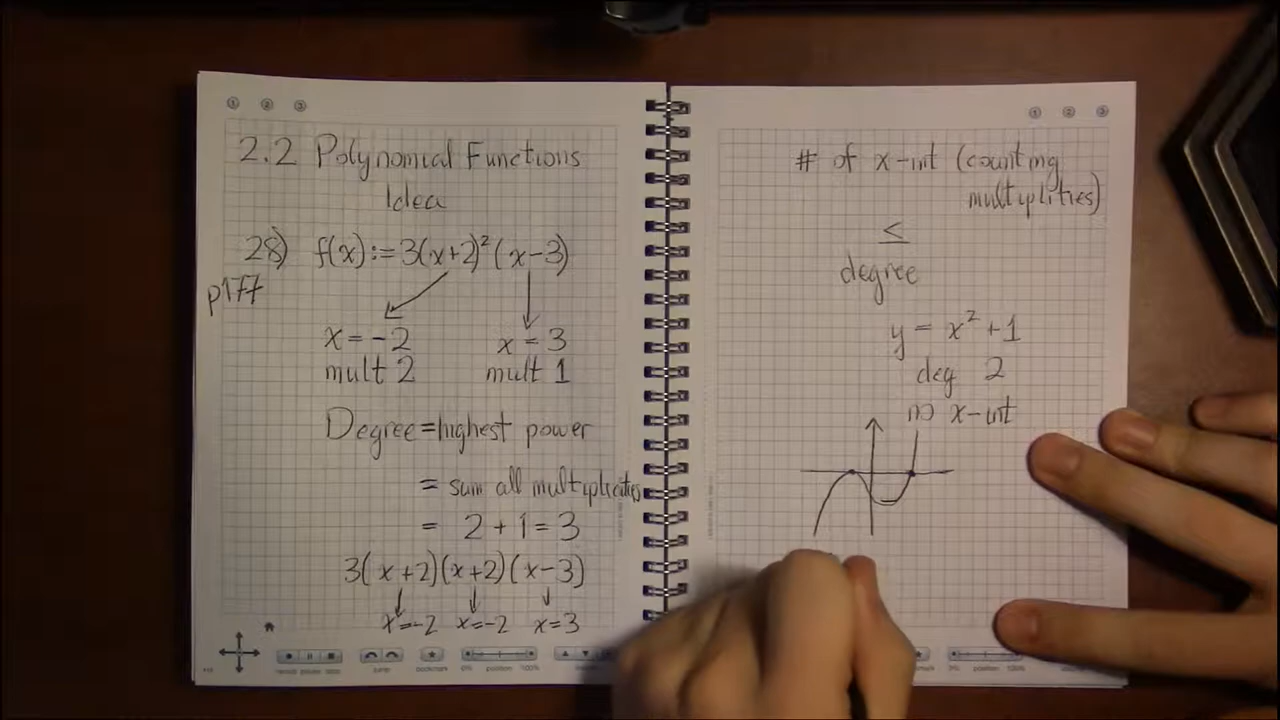 2.2 Polynomial Functions
Idea
28) f(x):=3(x+2)²(x-3)
p177
x=-2 x=3
mult 2 mult 1
Degree=highest power
= sum all multiplicities
= 2+1=3
3(x+2)(x+2)(x-3)
x=-2 x=-2 x=3
# of x-int (counting
multiplities)
≤
degree
y = x²+1
deg 2
no x-int